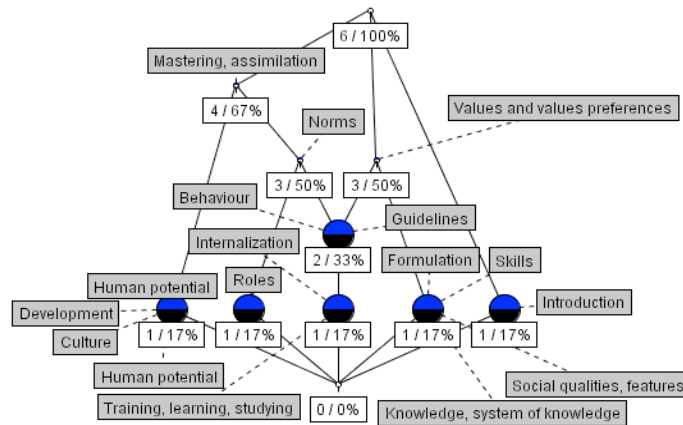 6 / 100%
Mastering, assimilation
4 / 67%
Values and values preferences
Norms
3 / 50%
3 / 50%
Behaviour
Guidelines
Internalization
2 / 33%
Formulation
Skills
Human potential
Roles
Introduction
Development
1 / 17%
1 / 17%
1 / 17%
1 / 17%
1 / 17%
Culture
Human potential
Social qualities, features
Training, learning, studying
0 / 0%
Knowledge, system of knowledge